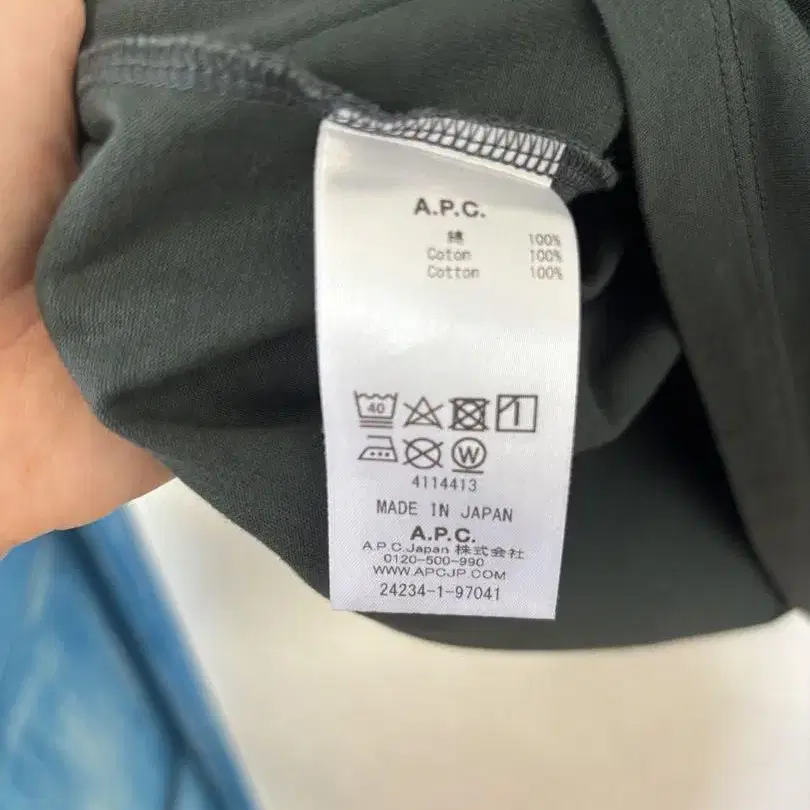 A.P.C.
綿 100%
Coton 100%
Cotton 100%
40
W
4114413
MADE IN JAPAN
A.P.C.
A.P.C.Japan 株式会社
0120-500-990
WWW.APCJP.COM
24234-1-97041